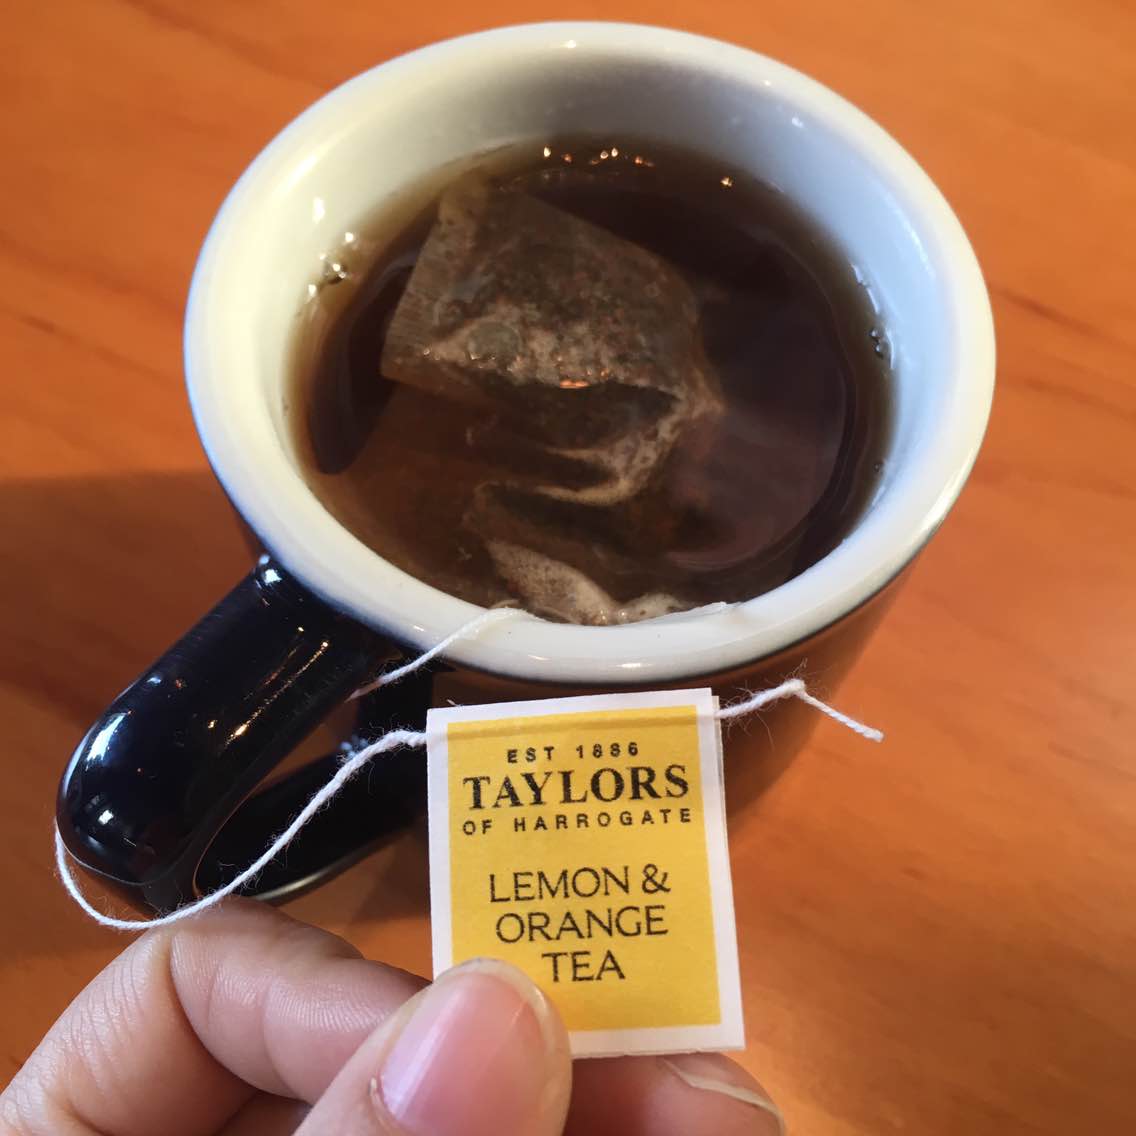 EST 1886
TAYLORS
OF HARROGATE
LEMON &
ORANGE
TEA